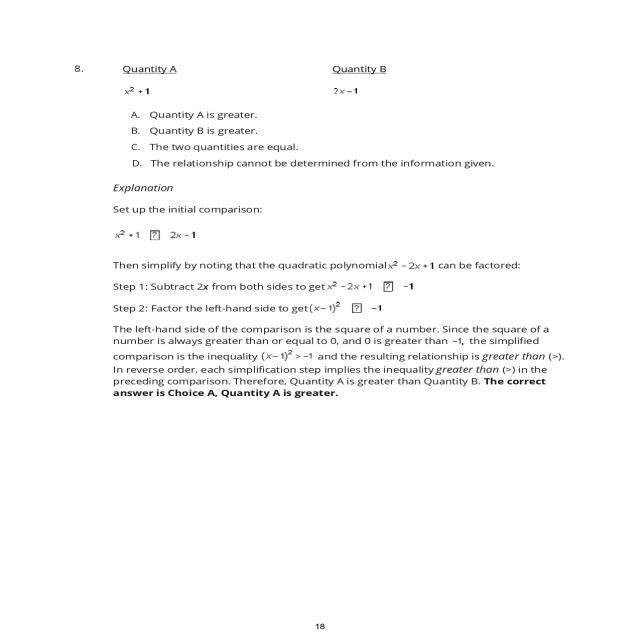 8. Quantity A Quantity B
x² + 1 2x − 1
A. Quantity A is greater.
B. Quantity B is greater.
C. The two quantities are equal.
D. The relationship cannot be determined from the information given.
Explanation
Set up the initial comparison:
x² + 1 ? 2x − 1
Then simplify by noting that the quadratic polynomial x² − 2x + 1 can be factored:
Step 1: Subtract 2x from both sides to get x² − 2x + 1 ? −1
Step 2: Factor the left-hand side to get (x − 1)² ? −1
The left-hand side of the comparison is the square of a number. Since the square of a
number is always greater than or equal to 0, and 0 is greater than −1, the simplified
comparison is the inequality (x − 1)² > −1 and the resulting relationship is greater than (>).
In reverse order, each simplification step implies the inequality greater than (>) in the
preceding comparison. Therefore, Quantity A is greater than Quantity B. The correct
answer is Choice A, Quantity A is greater.
18